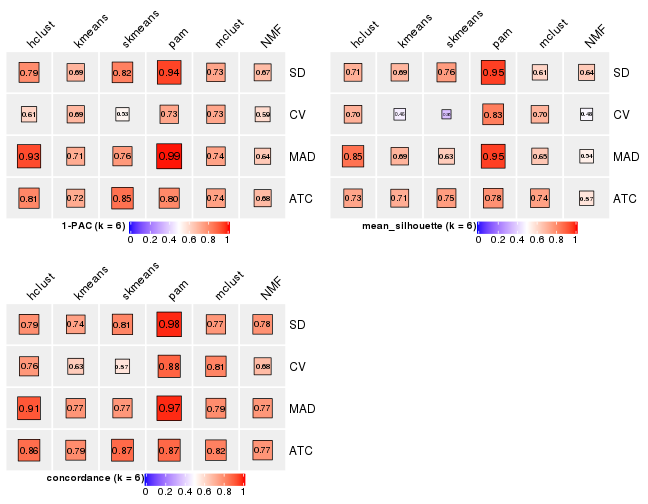 hclust kmeans skmeans pam mclust NMF
0.79 0.69 0.82 0.94 0.73 0.67 SD
0.61 0.69 0.53 0.73 0.73 0.59 CV
0.93 0.71 0.76 0.99 0.74 0.64 MAD
0.81 0.72 0.85 0.80 0.74 0.68 ATC
1-PAC (k = 6)
0 0.2 0.4 0.6 0.8 1
hclust kmeans skmeans pam mclust NMF
0.71 0.69 0.76 0.95 0.61 0.64 SD
0.70 0.83 0.70 0.48 CV
0.85 0.69 0.63 0.95 0.65 0.54 MAD
0.73 0.71 0.75 0.78 0.74 0.57 ATC
mean_silhouette (k = 6)
0 0.2 0.4 0.6 0.8 1
hclust kmeans skmeans pam mclust NMF
0.79 0.74 0.81 0.98 0.77 0.78 SD
0.76 0.63 0.57 0.88 0.81 0.68 CV
0.91 0.77 0.77 0.97 0.79 0.77 MAD
0.86 0.79 0.87 0.87 0.82 0.77 ATC
concordance (k = 6)
0 0.2 0.4 0.6 0.8 1